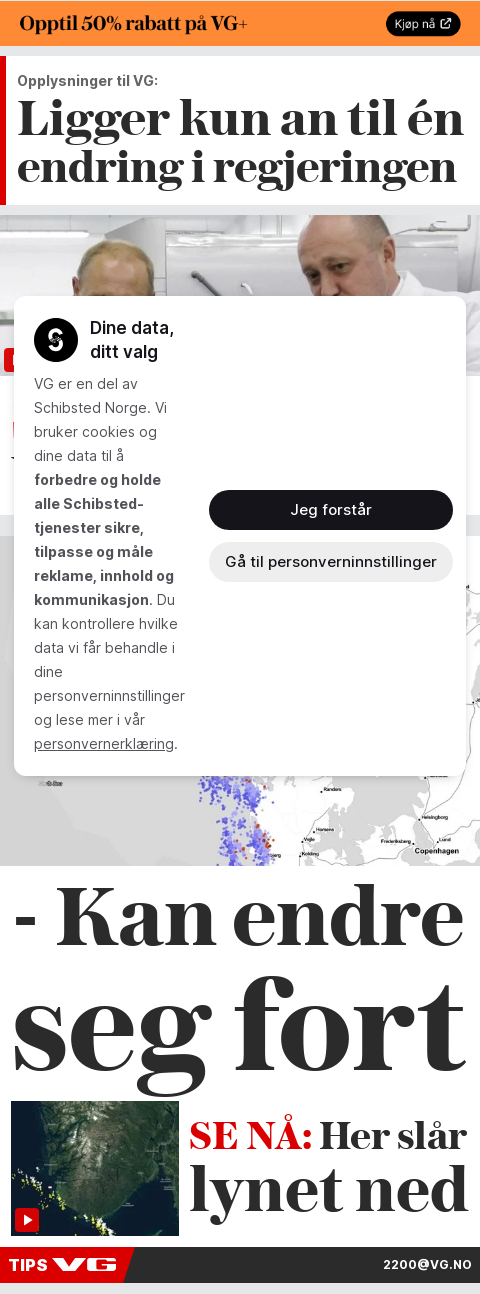 Opptil 50% rabatt på VG+
Kjøp nå
Opplysninger til VG:
Ligger kun an til én
endring i regjeringen
Dine data,
ditt valg
VG er en del av
Schibsted Norge. Vi
bruker cookies og
dine data til å
forbedre og holde
alle Schibsted-
tjenester sikre,
tilpasse og måle
reklame, innhold og
kommunikasjon. Du
kan kontrollere hvilke
data vi får behandle i
dine
personverninnstillinger
og lese mer i vår
personvernerklæring.
Jeg forstår
Gå til personverninnstillinger
Randers
Helsingborg
Horsens
Vejle
Fredriksberg
Lund
Kolding
Copenhagen
- Kan endre
seg fort
SE NÅ: Her slår
lynet ned
TIPS VG
2200@VG.NO